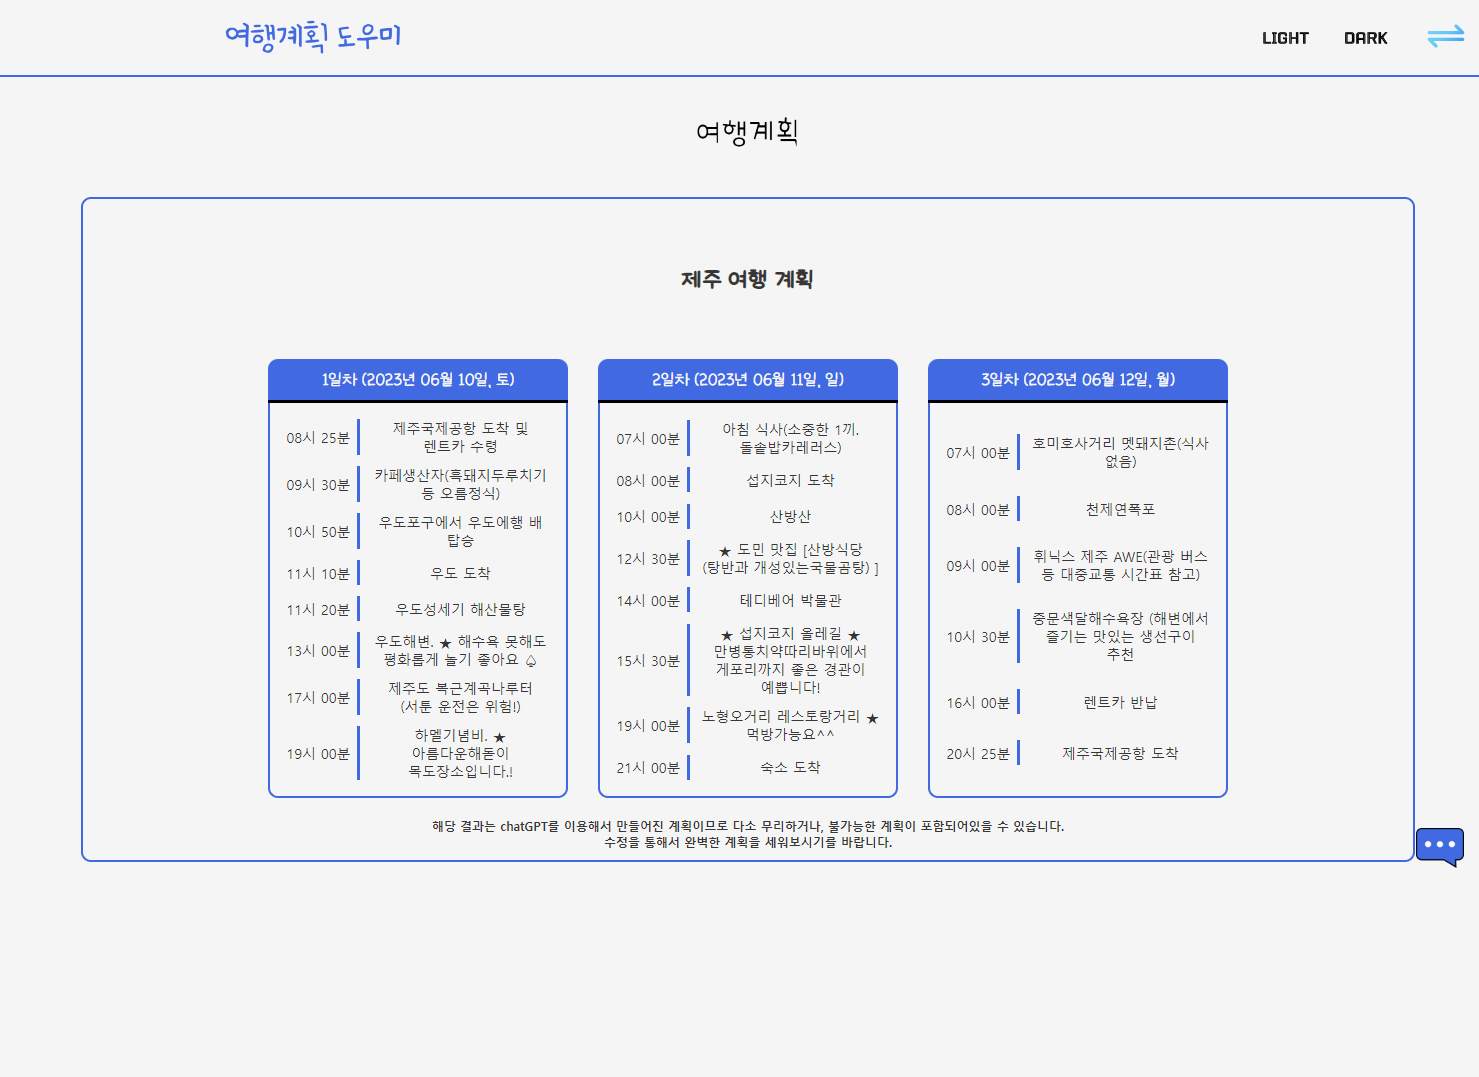 여행계획 도우미
LIGHT DARK
여행계획
제주 여행 계획
1일차 (2023년 06월 10일, 토)
08시 25분
제주국제공항 도착 및
렌트카 수령
09시 30분
카페생산자(흑돼지두루치기
등 오름정식)
10시 50분
우도포구에서 우도에행 배
탑승
11시 10분
우도 도착
11시 20분
우도성세기 해산물탕
13시 00분
우도해변. ★ 해수욕 못해도
평화롭게 놀기 좋아요 ♤
17시 00분
제주도 복근계곡나루터
(서툰 운전은 위험!)
19시 00분
하멜기념비. ★
아름다운해돋이
목도장소입니다.!
2일차 (2023년 06월 11일, 일)
07시 00분
아침 식사(소중한 1끼.
돌솥밥카레러스)
08시 00분
섭지코지 도착
10시 00분
산방산
12시 30분
★ 도민 맛집 [산방식당
(탕반과 개성있는국물곰탕) ]
14시 00분
테디베어 박물관
15시 30분
★ 섭지코지 올레길 ★
만병통치약따리바위에서
게포리까지 좋은 경관이
예쁩니다!
19시 00분
노형오거리 레스토랑거리 ★
먹방가능요^^
21시 00분
숙소 도착
3일차 (2023년 06월 12일, 월)
07시 00분
호미호사거리 멧돼지존(식사
없음)
08시 00분
천제연폭포
09시 00분
휘닉스 제주 AWE(관광 버스
등 대중교통 시간표 참고)
10시 30분
중문색달해수욕장 (해변에서
즐기는 맛있는 생선구이
추천
16시 00분
렌트카 반납
20시 25분
제주국제공항 도착
해당 결과는 chatGPT를 이용해서 만들어진 계획이므로 다소 무리하거나, 불가능한 계획이 포함되어있을 수 있습니다.
수정을 통해서 완벽한 계획을 세워보시기를 바랍니다.